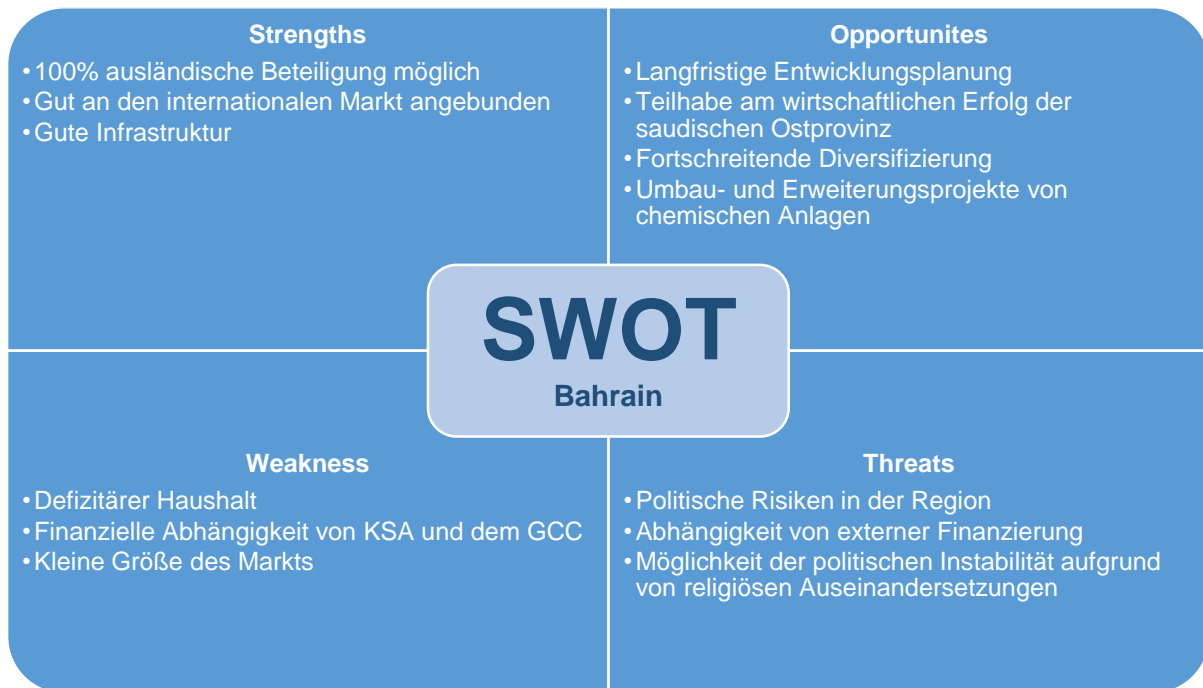 Strengths
•100% ausländische Beteiligung möglich
•Gut an den internationalen Markt angebunden
•Gute Infrastruktur
Opportunites
•Langfristige Entwicklungsplanung
•Teilhabe am wirtschaftlichen Erfolg der
saudischen Ostprovinz
•Fortschreitende Diversifizierung
•Umbau- und Erweiterungsprojekte von
chemischen Anlagen
SWOT
Bahrain
Weakness
•Defizitärer Haushalt
•Finanzielle Abhängigkeit von KSA und dem GCC
•Kleine Größe des Markts
Threats
•Politische Risiken in der Region
•Abhängigkeit von externer Finanzierung
•Möglichkeit der politischen Instabilität aufgrund
von religiösen Auseinandersetzungen